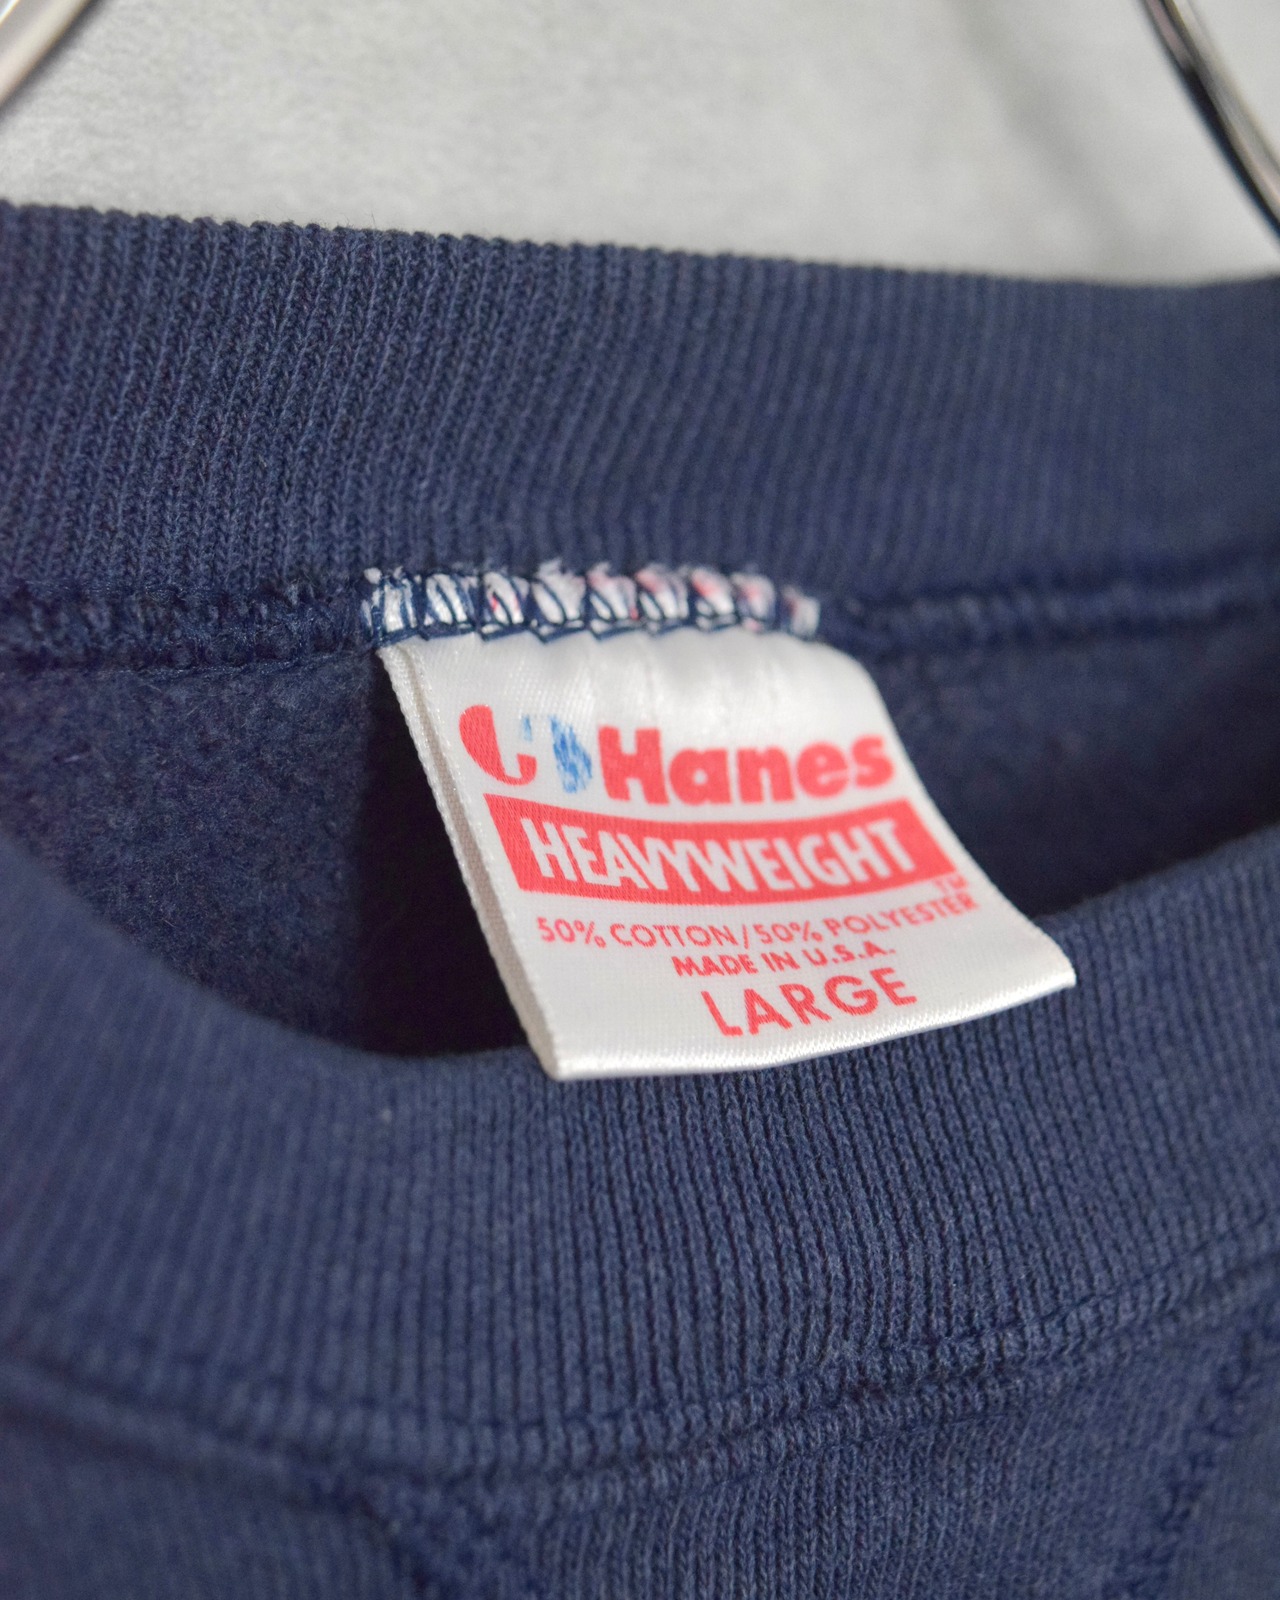 Hanes
HEAVYWEIGHT
TM
50% COTTON/50% POLYESTER
MADE IN U.S.A.
LARGE